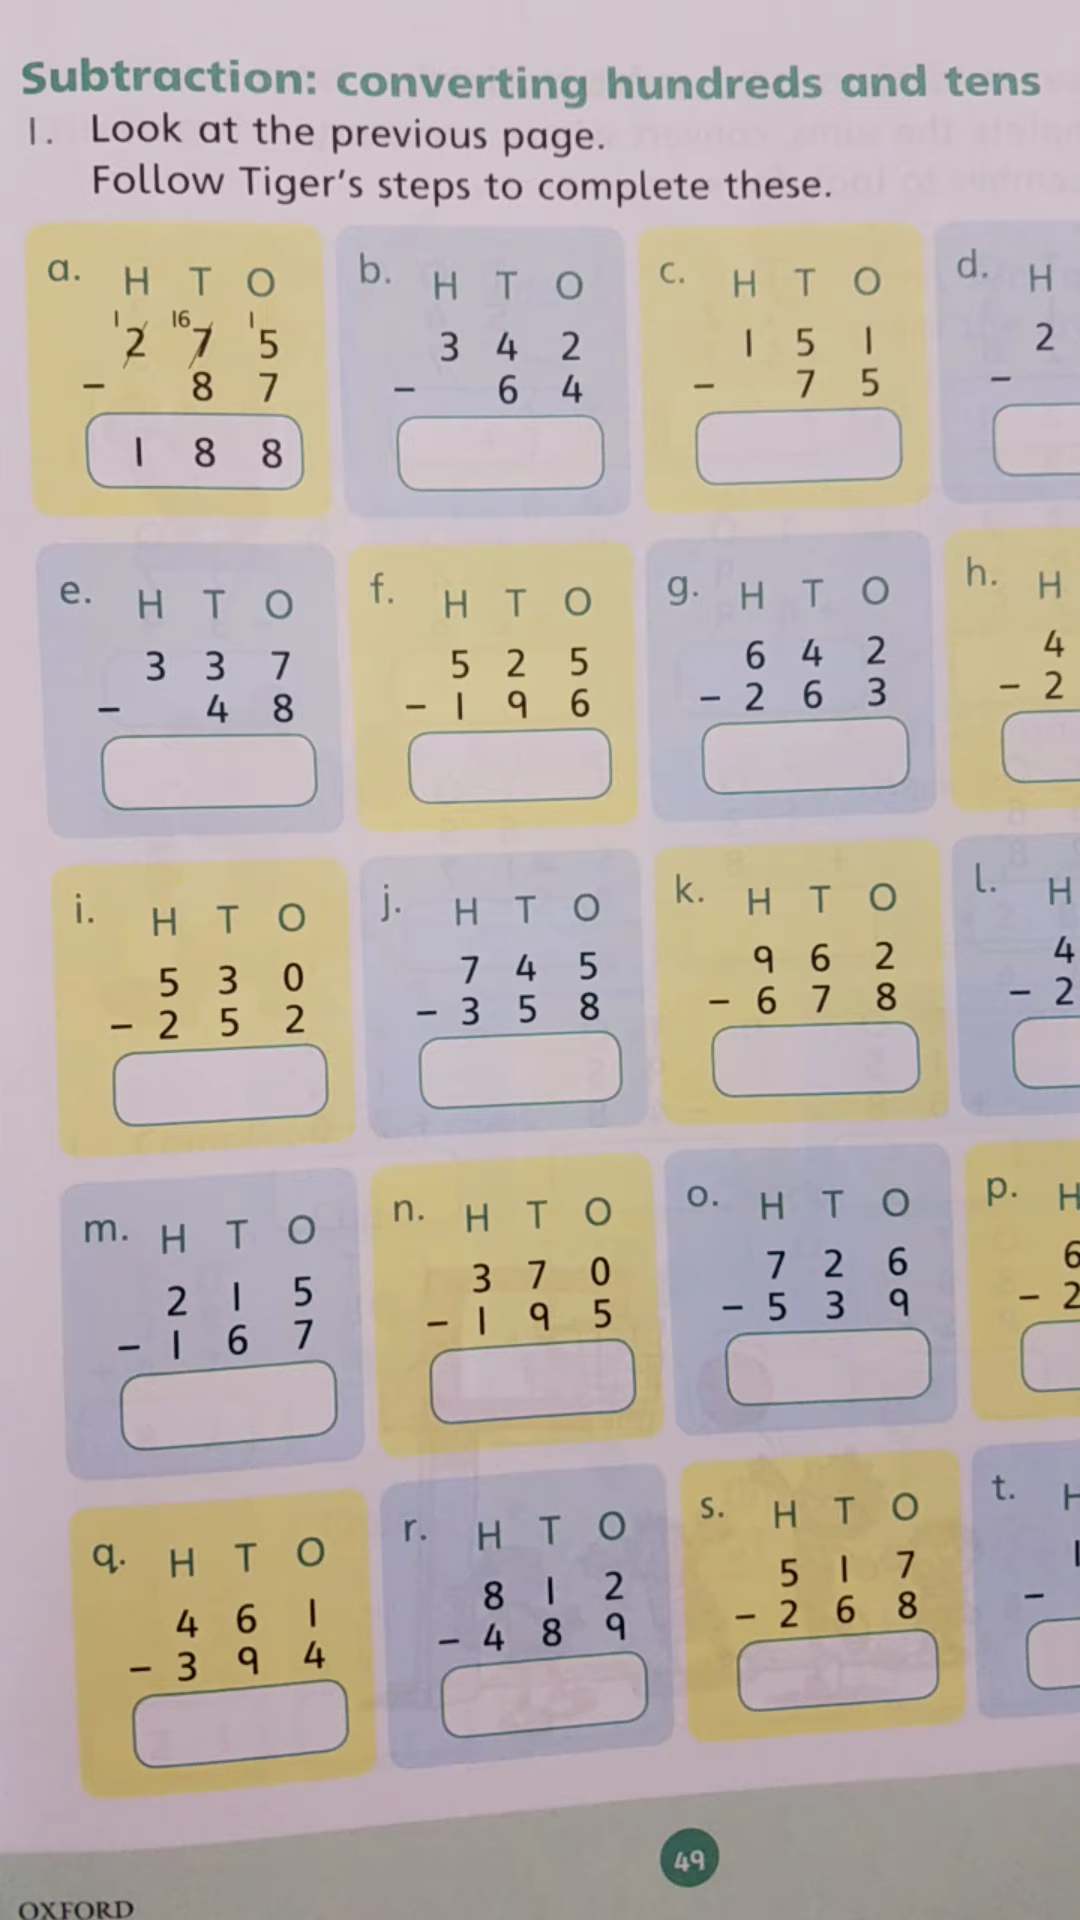 Subtraction: converting hundreds and tens
1. Look at the previous page.
Follow Tiger's steps to complete these.
a. H T O
1 16 1
2 7 5
- 8 7
1 8 8
b. H T O
3 4 2
- 6 4
c. H T O
1 5 1
- 7 5
d. H
2
-
e. H T O
3 3 7
- 4 8
f. H T O
5 2 5
- 1 9 6
g. H T O
6 4 2
- 2 6 3
h. H
4
- 2
i. H T O
5 3 0
- 2 5 2
j. H T O
7 4 5
- 3 5 8
k. H T O
9 6 2
- 6 7 8
l. H
4
- 2
m. H T O
2 1 5
- 1 6 7
n. H T O
3 7 0
- 1 9 5
o. H T O
7 2 6
- 5 3 9
p. H
6
- 2
q. H T O
4 6 1
- 3 9 4
r. H T O
8 1 2
- 4 8 9
s. H T O
5 1 7
- 2 6 8
t. H
1
-
49
OXFORD